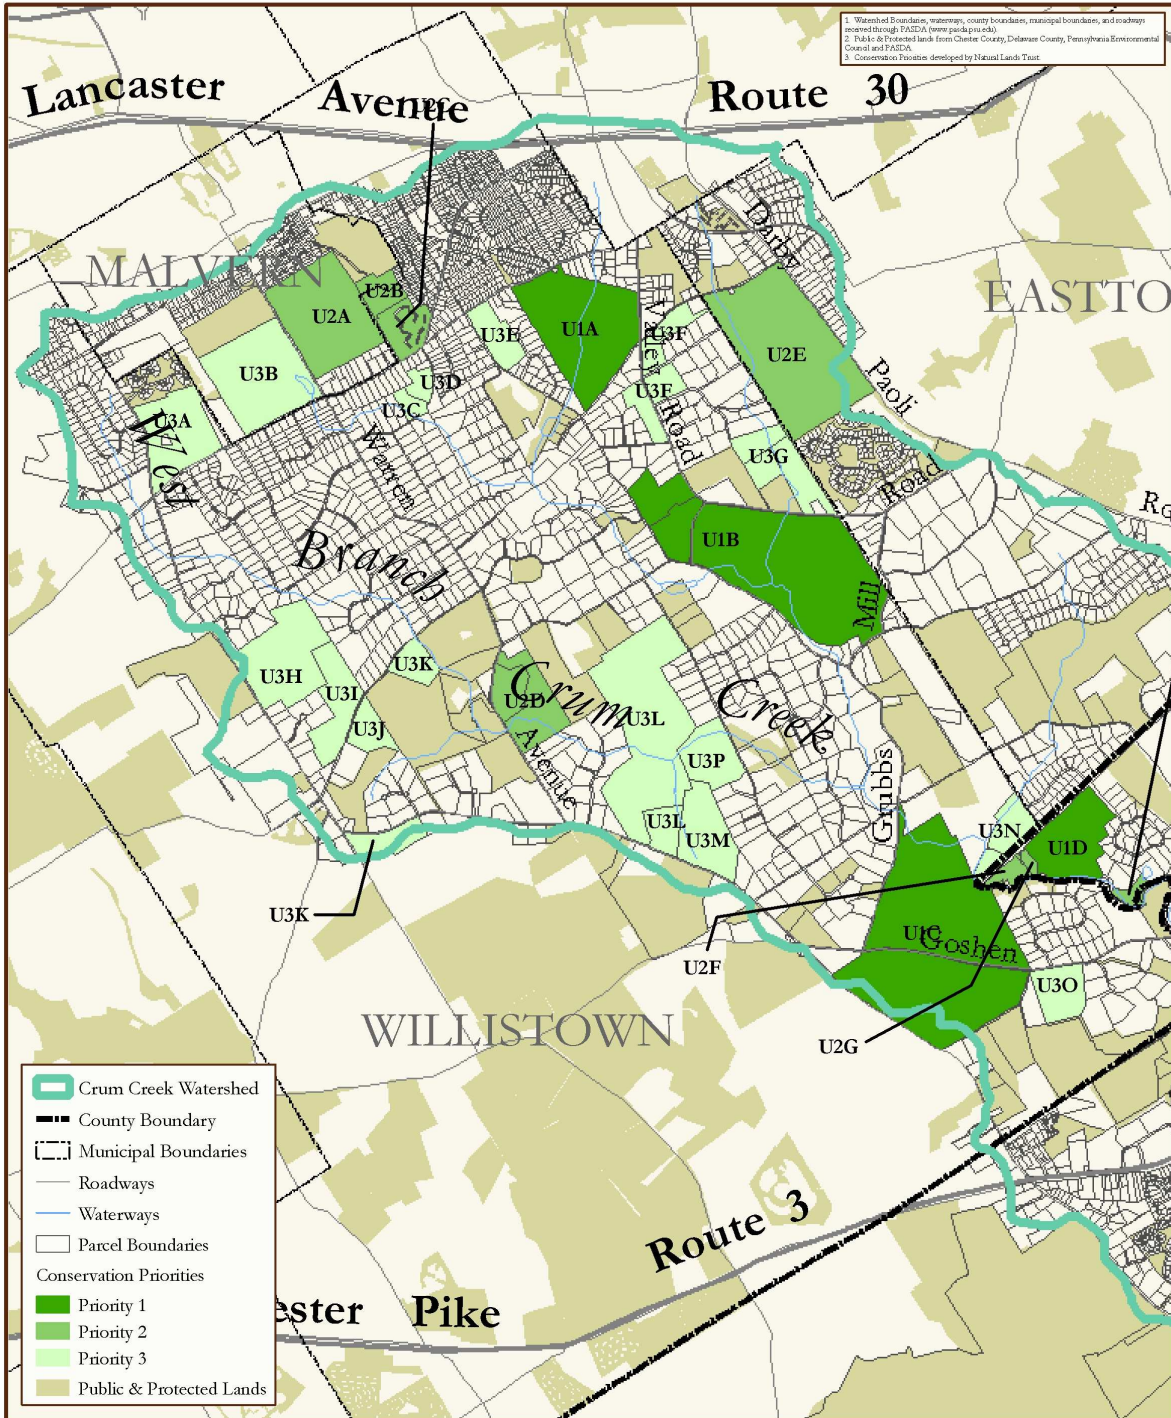 1. Watershed Boundaries, waterways, county boundaries, municipal boundaries, and roadways
received through PASDA (www.pasda.psu.edu).
2. Public & Protected lands from Chester County, Delaware County, Pennsylvania Environmental
Council and PASDA.
3. Conservation Priorities developed by Natural Lands Trust
Lancaster Avenue Route 30
U2C
Darby
MALVERN
EASTTO
U2B
U2A
U3E
U1A
Valley
U3F
U2E
U3B
U3D
U3F
Paoli
U3C
U3A
West
Warren
Road
U3G
Road
Branch
U1B
Mill
U3K
U3H
U3I
U2D
Crum
Creek
U3L
U3J
Avenue
U3P
Grubbs
U3L
U3M
U3N
U1D
U3K
U1C
Goshen
U2F
U3O
WILLISTOWN
U2G
Crum Creek Watershed
County Boundary
Municipal Boundaries
Roadways
Waterways
Parcel Boundaries
Conservation Priorities
Priority 1
Priority 2
Priority 3
Public & Protected Lands
Route 3
ester Pike